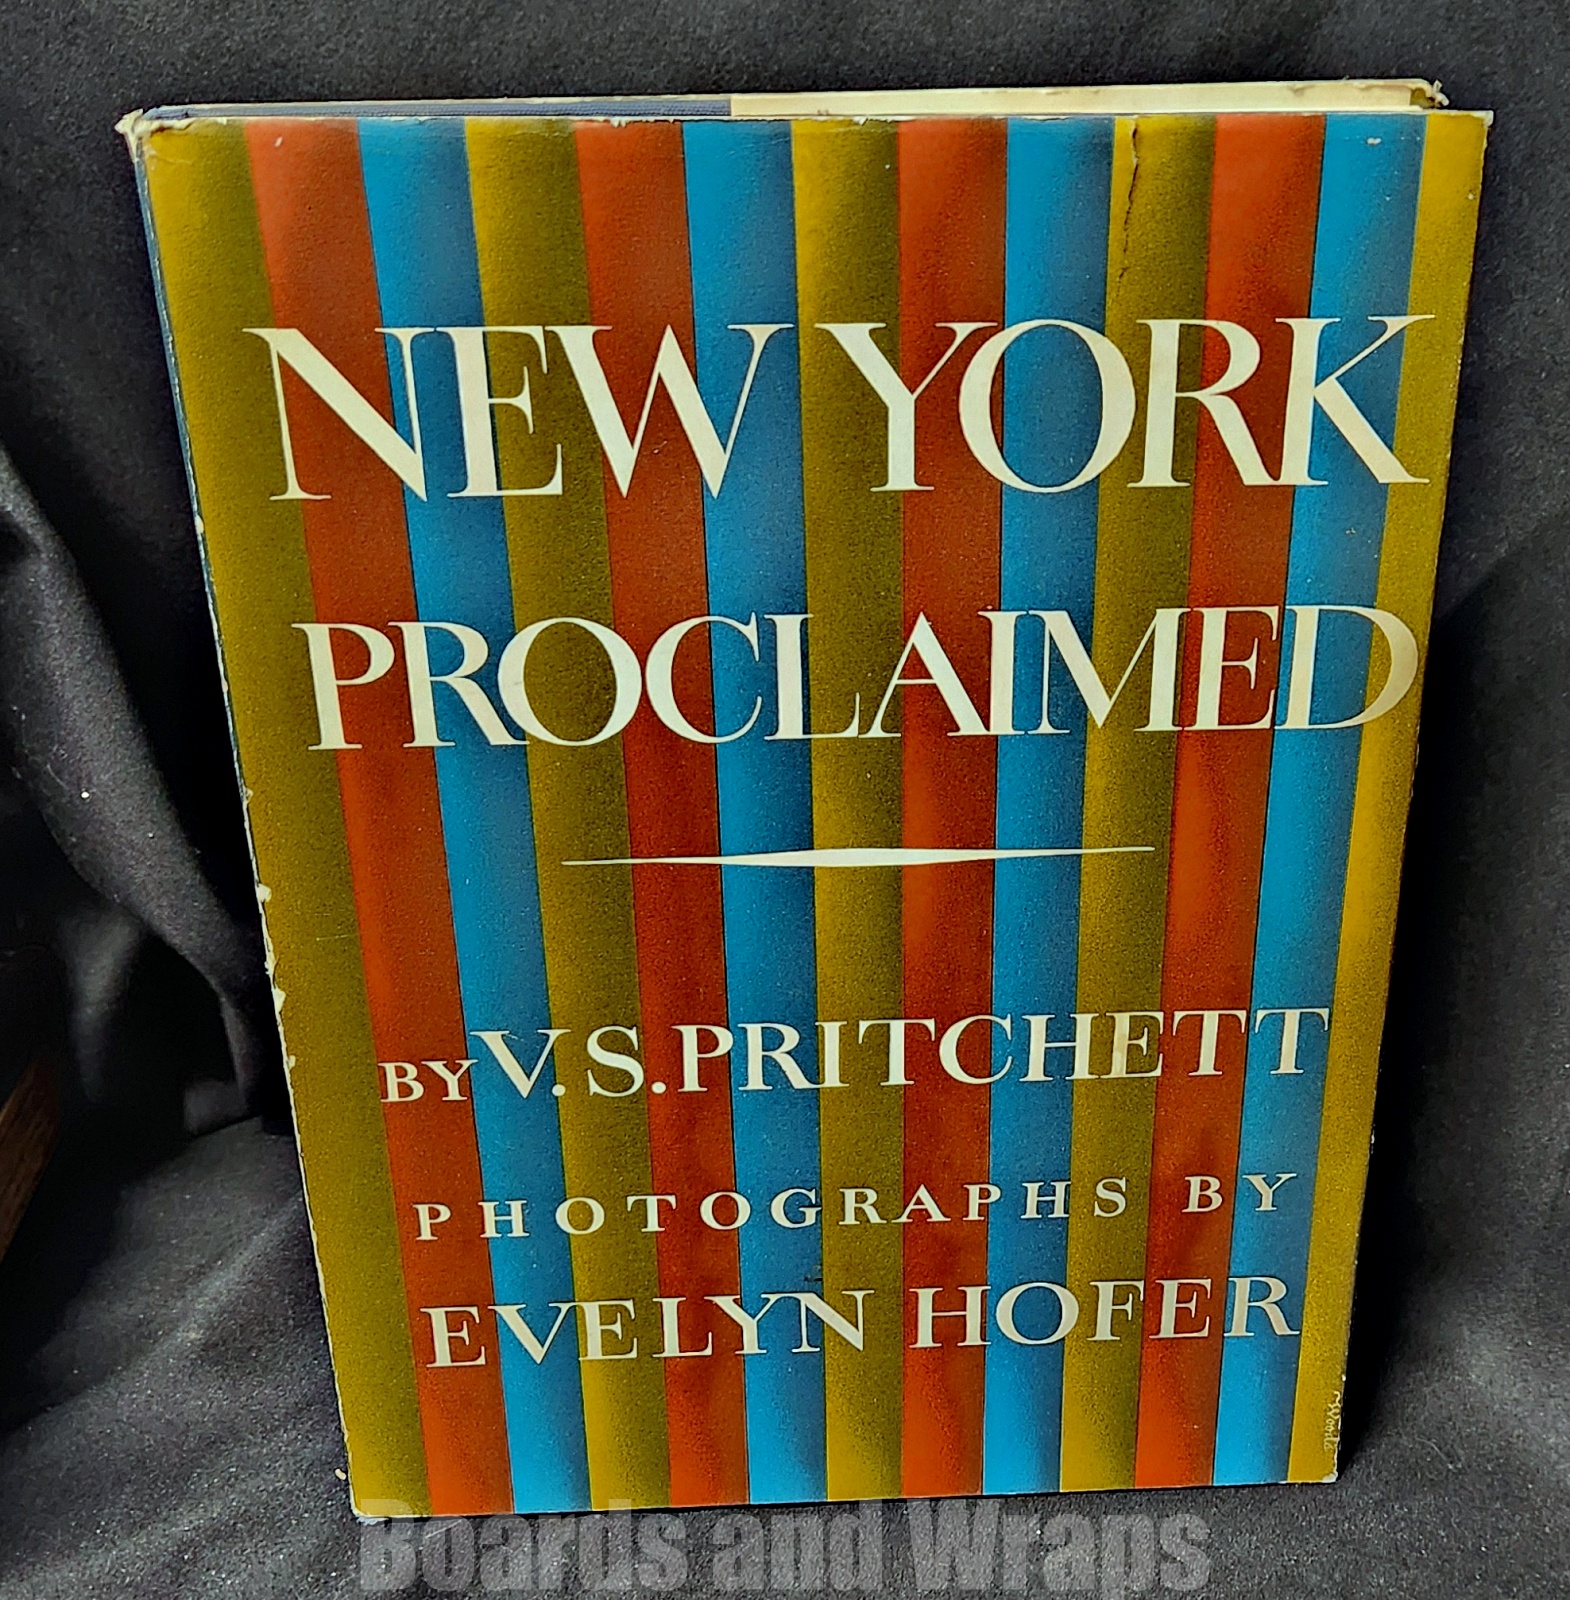 NEW YORK
PROCLAIMED
BY V.S. PRITCHETT
PHOTOGRAPHS BY
EVELYN HOFER
Boards and Wraps